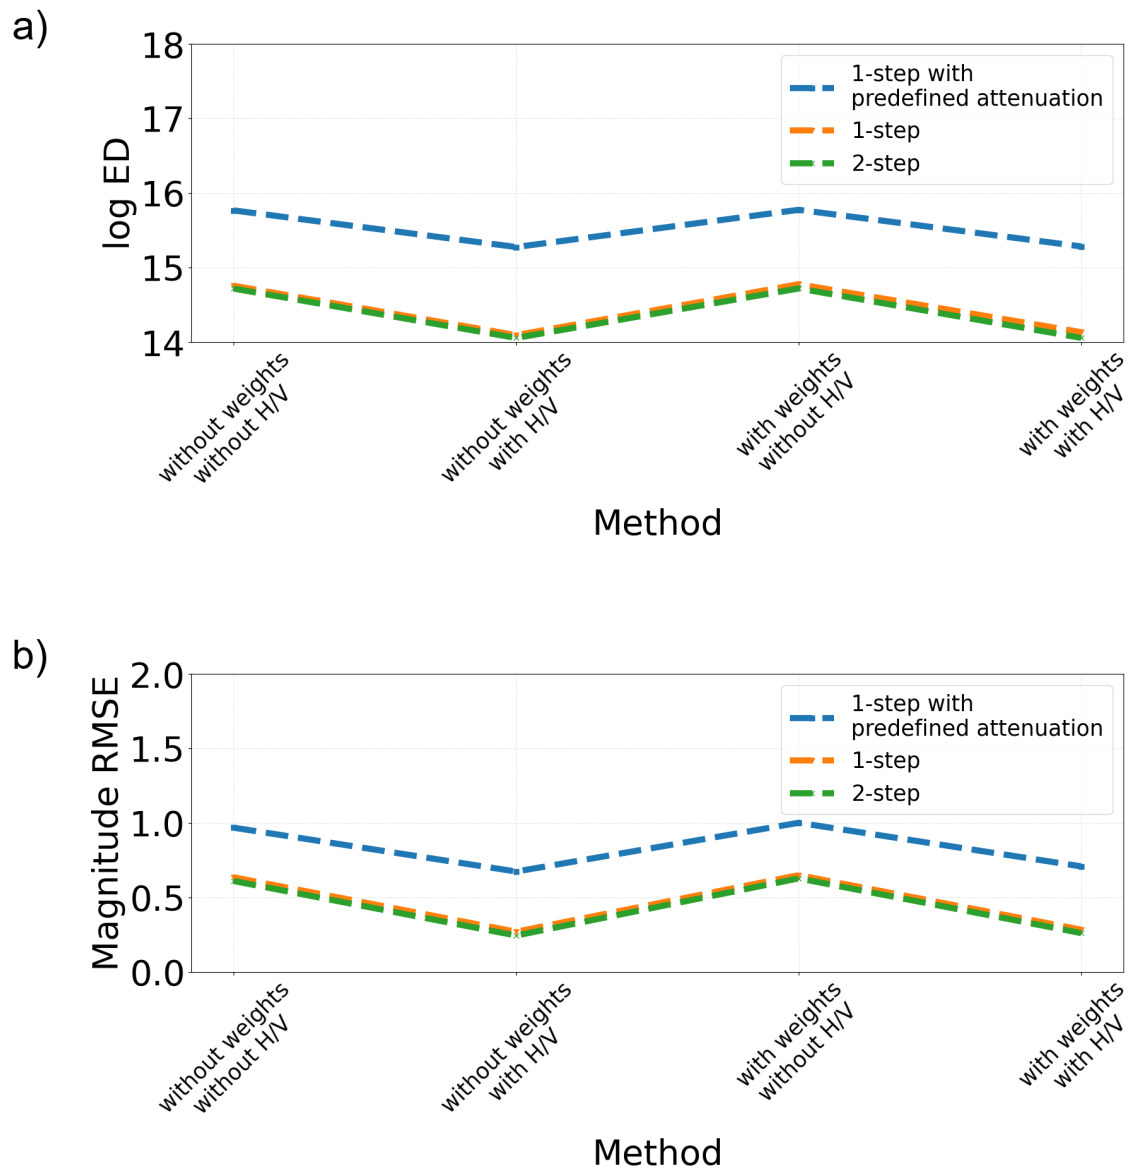 a)
18
17
16
15
14
log ED
1-step with
predefined attenuation
1-step
2-step
without weights
without H/V
without weights
with H/V
with weights
without H/V
with weights
with H/V
Method
b)
2.0
1.5
1.0
0.5
0.0
Magnitude RMSE
1-step with
predefined attenuation
1-step
2-step
without weights
without H/V
without weights
with H/V
with weights
without H/V
with weights
with H/V
Method